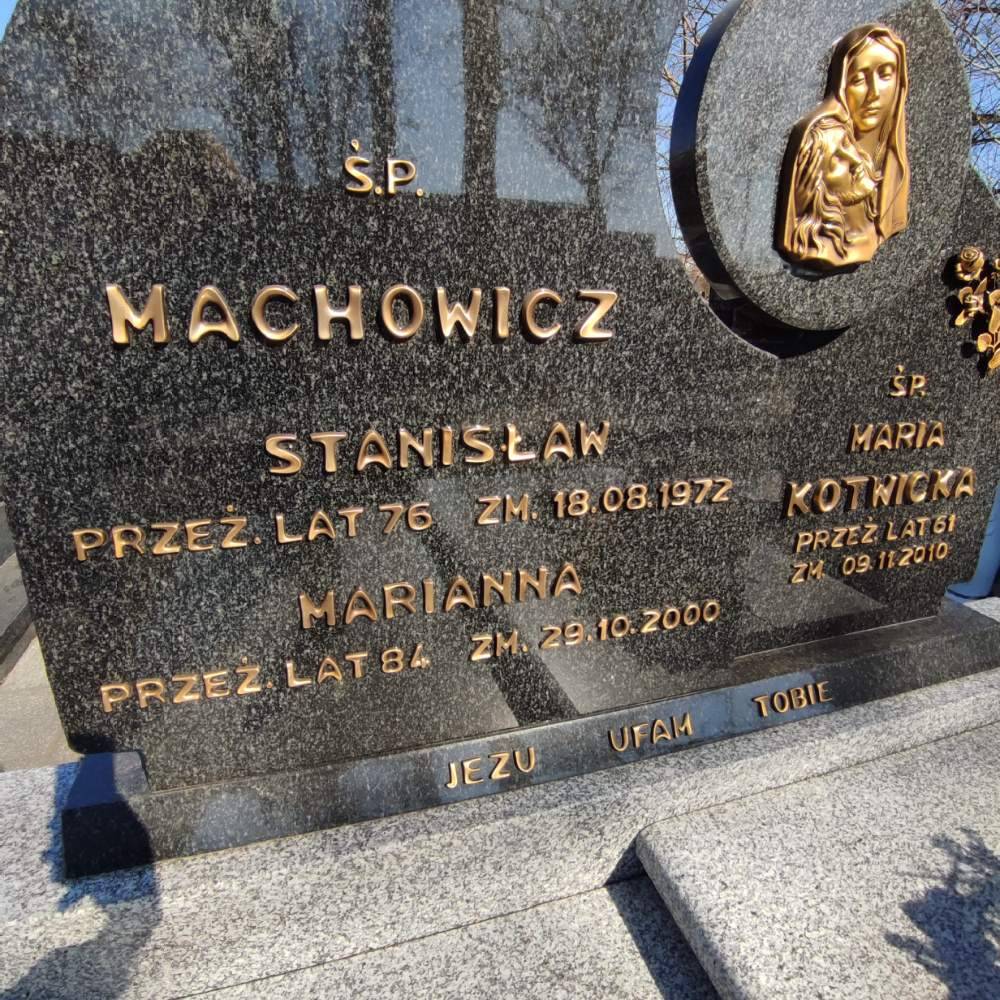 Ś.P.
MACHOWICZ
STANISŁAW
PRZEŻ. LAT 76 ZM. 18.08.1972
MARIANNA
PRZEŻ. LAT 84 ZM. 29.10.2000
ŚP.
MARIA
KOTWICKA
PRZEŻ. LAT 61
ZM. 09.11.2010
JEZU UFAM TOBIE